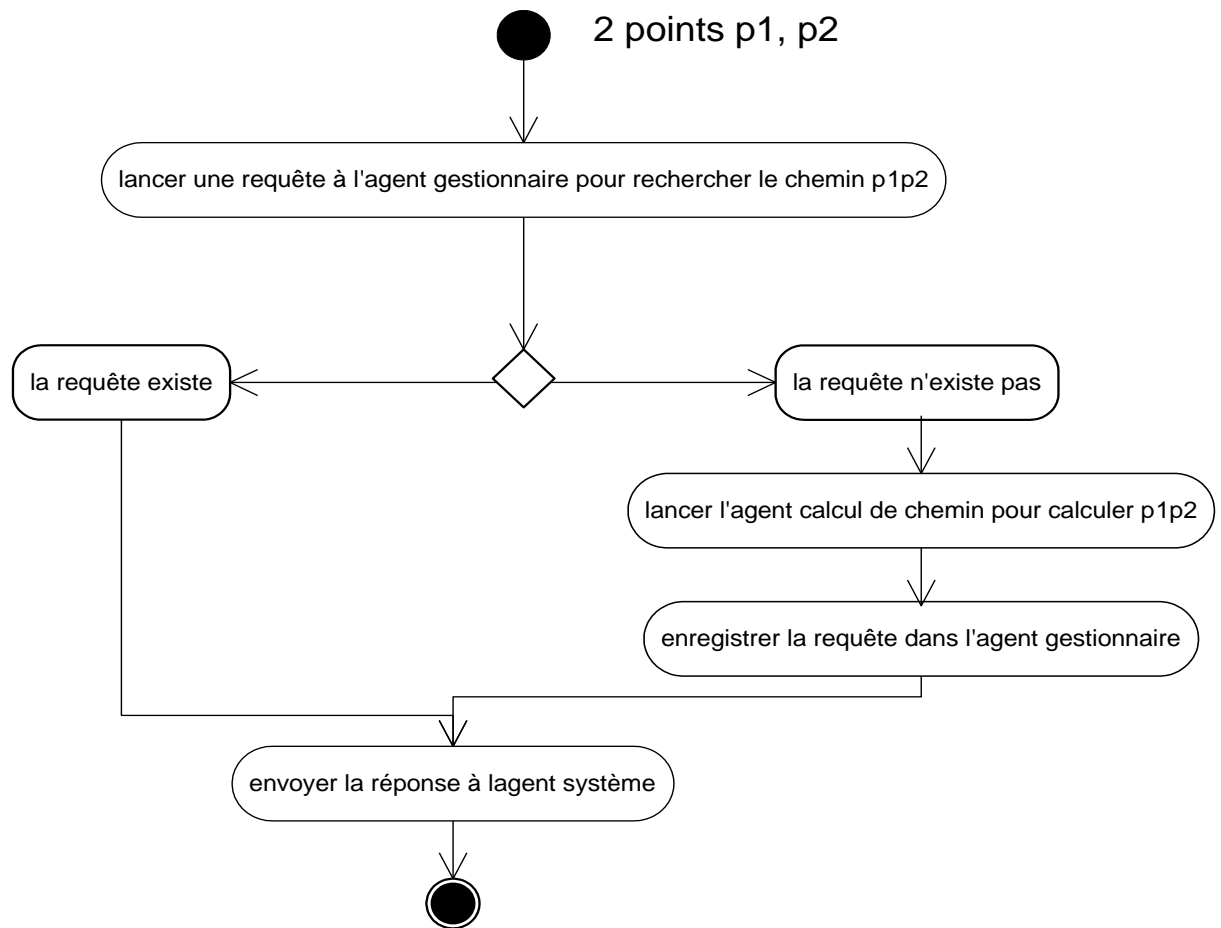 2 points p1, p2
lancer une requête à l'agent gestionnaire pour rechercher le chemin p1p2
la requête existe
la requête n'existe pas
lancer l'agent calcul de chemin pour calculer p1p2
enregistrer la requête dans l'agent gestionnaire
envoyer la réponse à lagent système